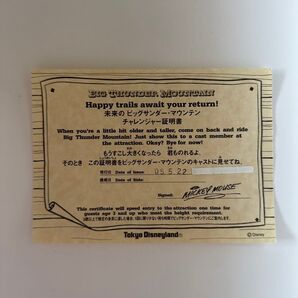 BIG THUNDER MOUNTAIN
Happy trails await your return!
未来の ビッグサンダー・マウンテン
チャレンジャー証明書
When you're a little bit older and taller, come on back and ride
Big Thunder Mountain! Just show this to a cast member at
the attraction. Okay? Bye for now!
もうすこし大きくなったら 君ものれるよ
そのとき この証明書をビッグサンダー・マウンテンのキャストに見せてね
発行日 Date of issue: 05.5.22
Date of Ride:
Signed: MICKEY MOUSE
This certificate will speed entry to the attraction one time for
guests age 3 and up who meet the height requirement.
Tokyo Disneyland
© Disney